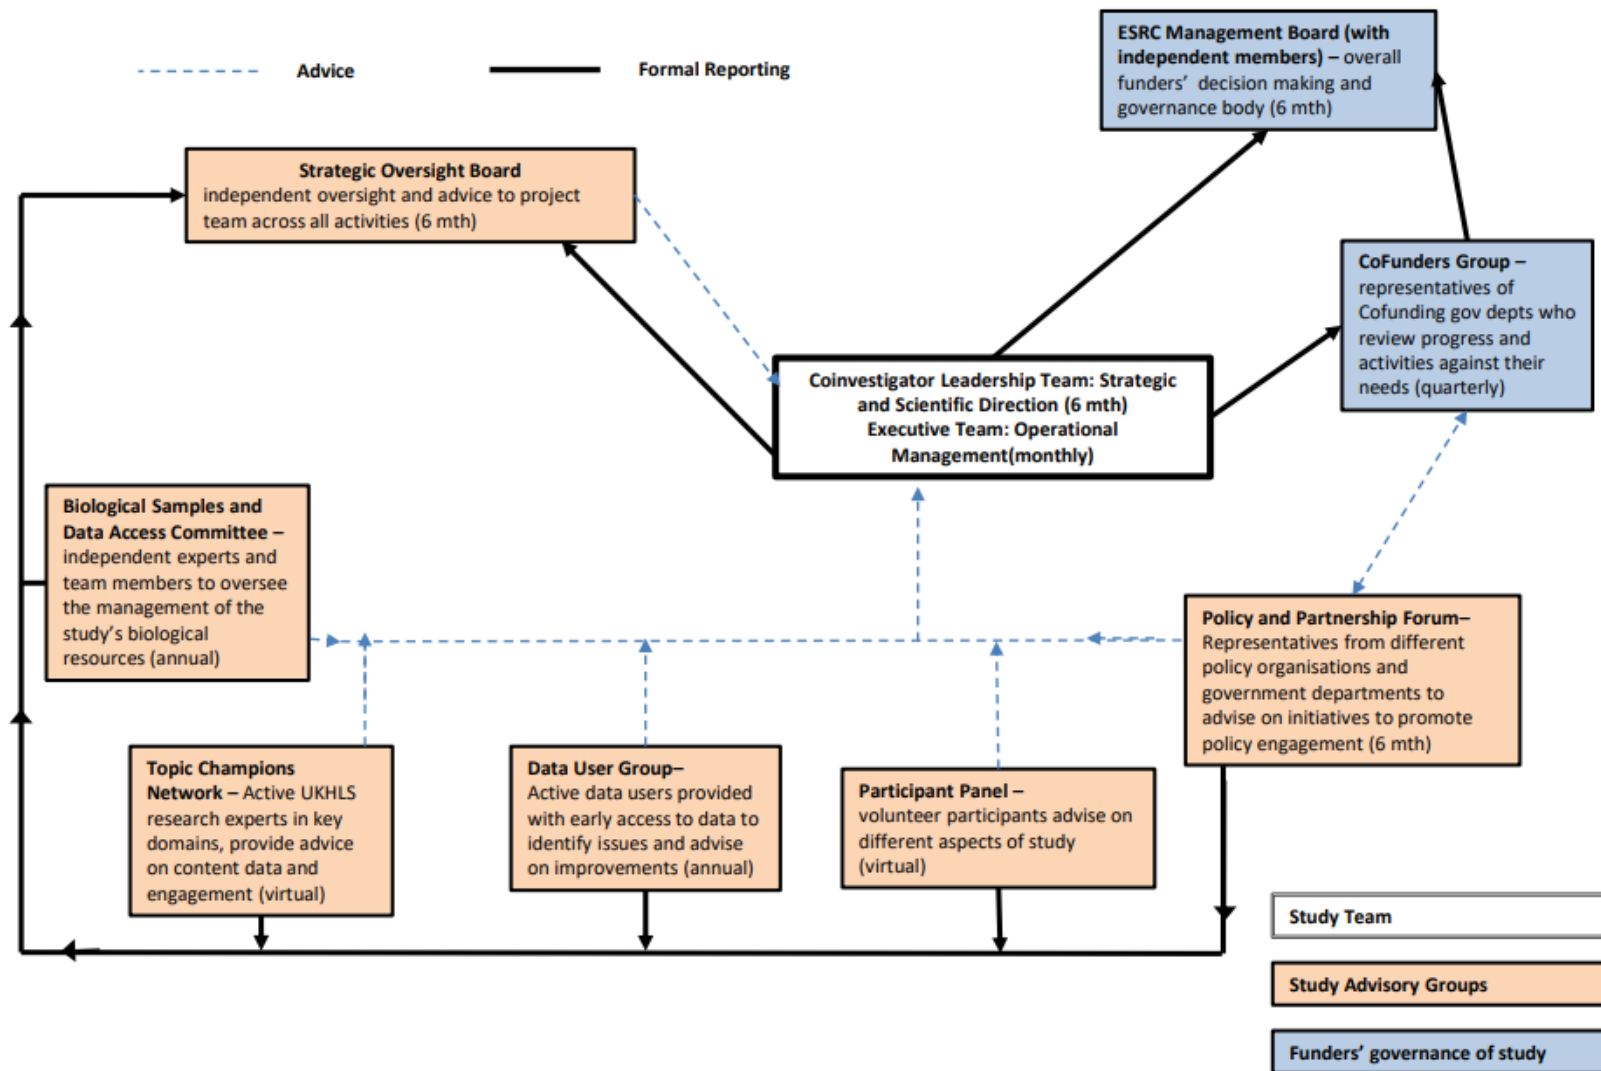 Advice
Formal Reporting
ESRC Management Board (with
independent members) – overall
funders’ decision making and
governance body (6 mth)
Strategic Oversight Board
independent oversight and advice to project
team across all activities (6 mth)
CoFunders Group –
representatives of
Cofunding gov depts who
review progress and
activities against their
needs (quarterly)
Coinvestigator Leadership Team: Strategic
and Scientific Direction (6 mth)
Executive Team: Operational
Management(monthly)
Biological Samples and
Data Access Committee –
independent experts and
team members to oversee
the management of the
study’s biological
resources (annual)
Policy and Partnership Forum–
Representatives from different
policy organisations and
government departments to
advise on initiatives to promote
policy engagement (6 mth)
Topic Champions
Network – Active UKHLS
research experts in key
domains, provide advice
on content data and
engagement (virtual)
Data User Group–
Active data users provided
with early access to data to
identify issues and advise
on improvements (annual)
Participant Panel –
volunteer participants advise on
different aspects of study
(virtual)
Study Team
Study Advisory Groups
Funders’ governance of study